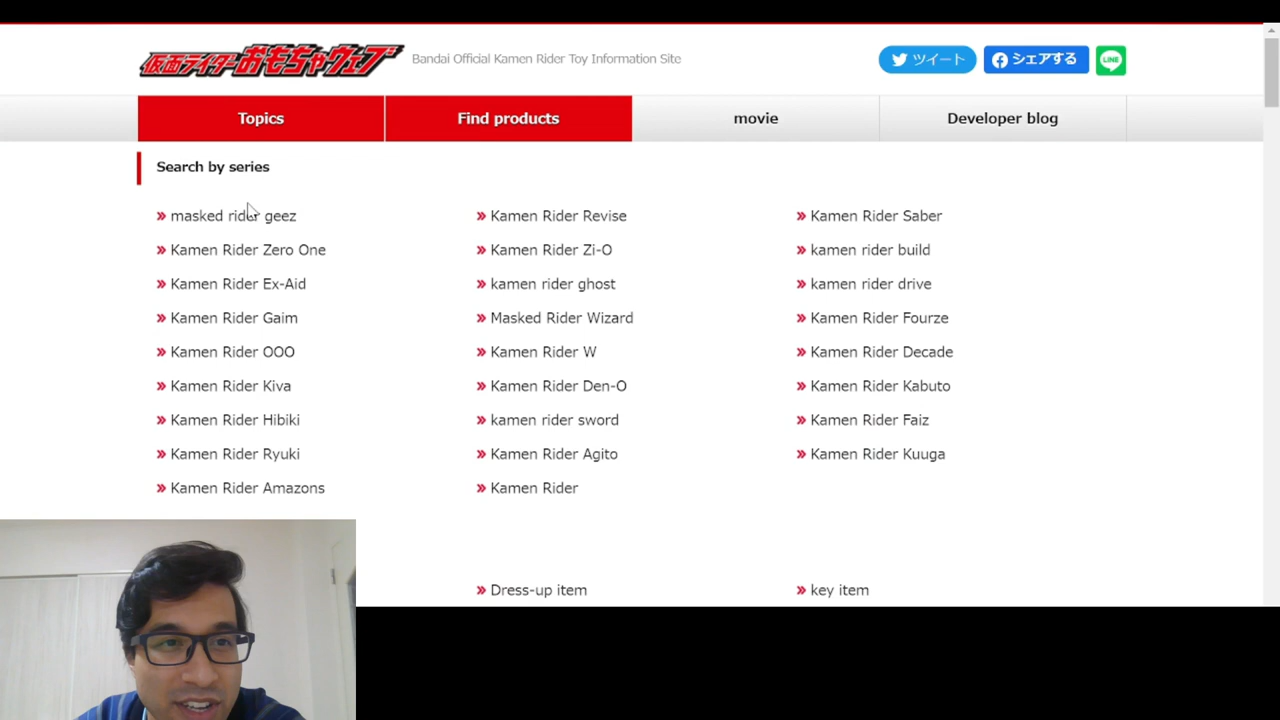 仮面ライダーおもちゃウェブ
Bandai Official Kamen Rider Toy Information Site
ツイート
シェアする
LINE
Topics
Find products
movie
Developer blog
Search by series
» masked rider geez
» Kamen Rider Revise
» Kamen Rider Saber
» Kamen Rider Zero One
» Kamen Rider Zi-O
» kamen rider build
» Kamen Rider Ex-Aid
» kamen rider ghost
» kamen rider drive
» Kamen Rider Gaim
» Masked Rider Wizard
» Kamen Rider Fourze
» Kamen Rider OOO
» Kamen Rider W
» Kamen Rider Decade
» Kamen Rider Kiva
» Kamen Rider Den-O
» Kamen Rider Kabuto
» Kamen Rider Hibiki
» kamen rider sword
» Kamen Rider Faiz
» Kamen Rider Ryuki
» Kamen Rider Agito
» Kamen Rider Kuuga
» Kamen Rider Amazons
» Kamen Rider
» Dress-up item
» key item